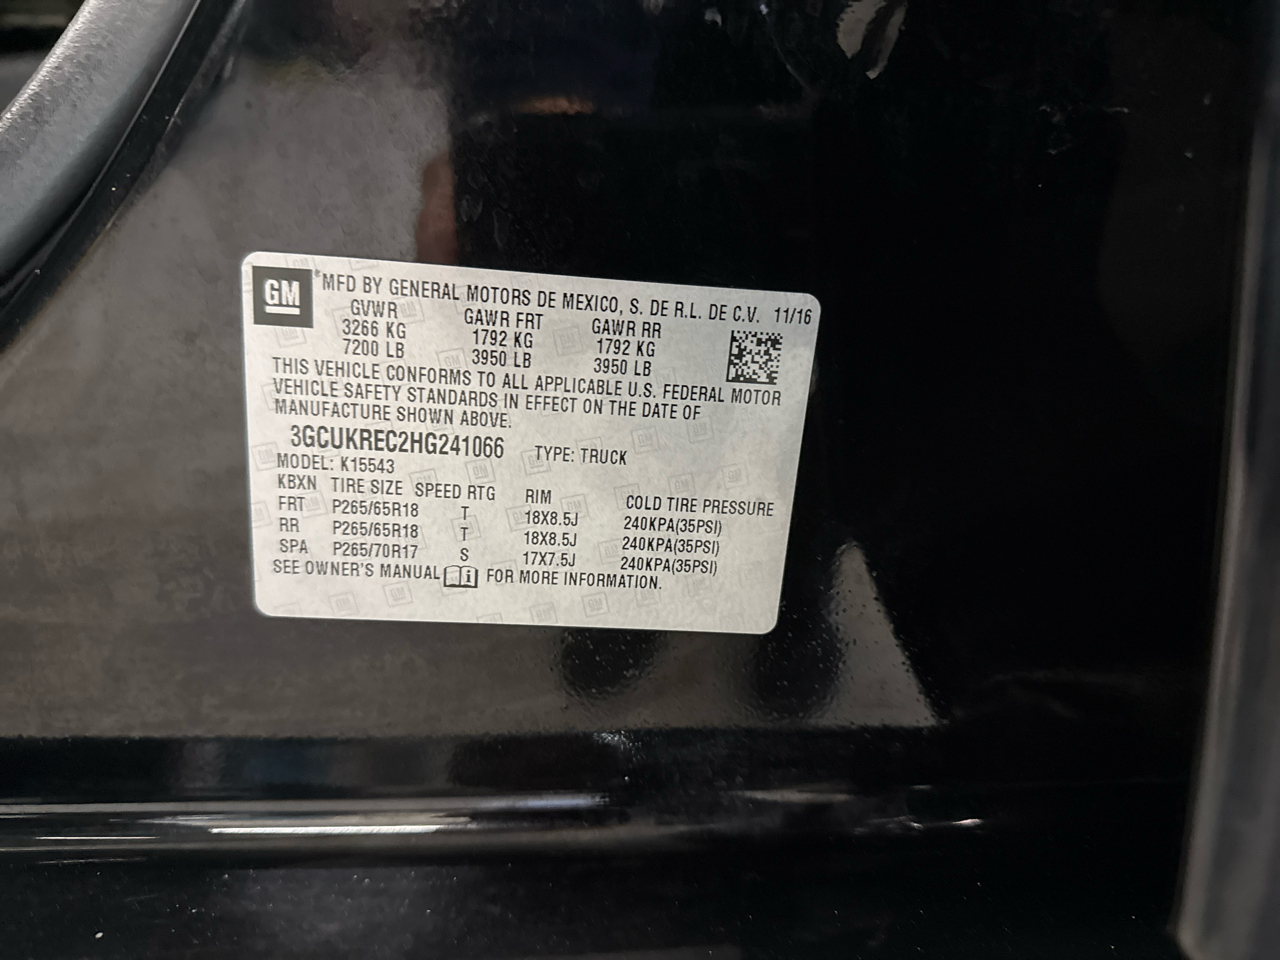 GM
*MFD BY GENERAL MOTORS DE MEXICO, S. DE R.L. DE C.V. 11/16
GVWR GAWR FRT GAWR RR
3266 KG 1792 KG 1792 KG
7200 LB 3950 LB 3950 LB
THIS VEHICLE CONFORMS TO ALL APPLICABLE U.S. FEDERAL MOTOR
VEHICLE SAFETY STANDARDS IN EFFECT ON THE DATE OF
MANUFACTURE SHOWN ABOVE.
3GCUKREC2HG241066 TYPE: TRUCK
MODEL: K15543
KBXN TIRE SIZE SPEED RTG RIM COLD TIRE PRESSURE
FRT P265/65R18 T 18X8.5J 240KPA(35PSI)
RR P265/65R18 T 18X8.5J 240KPA(35PSI)
SPA P265/70R17 S 17X7.5J 240KPA(35PSI)
SEE OWNER'S MANUAL FOR MORE INFORMATION.